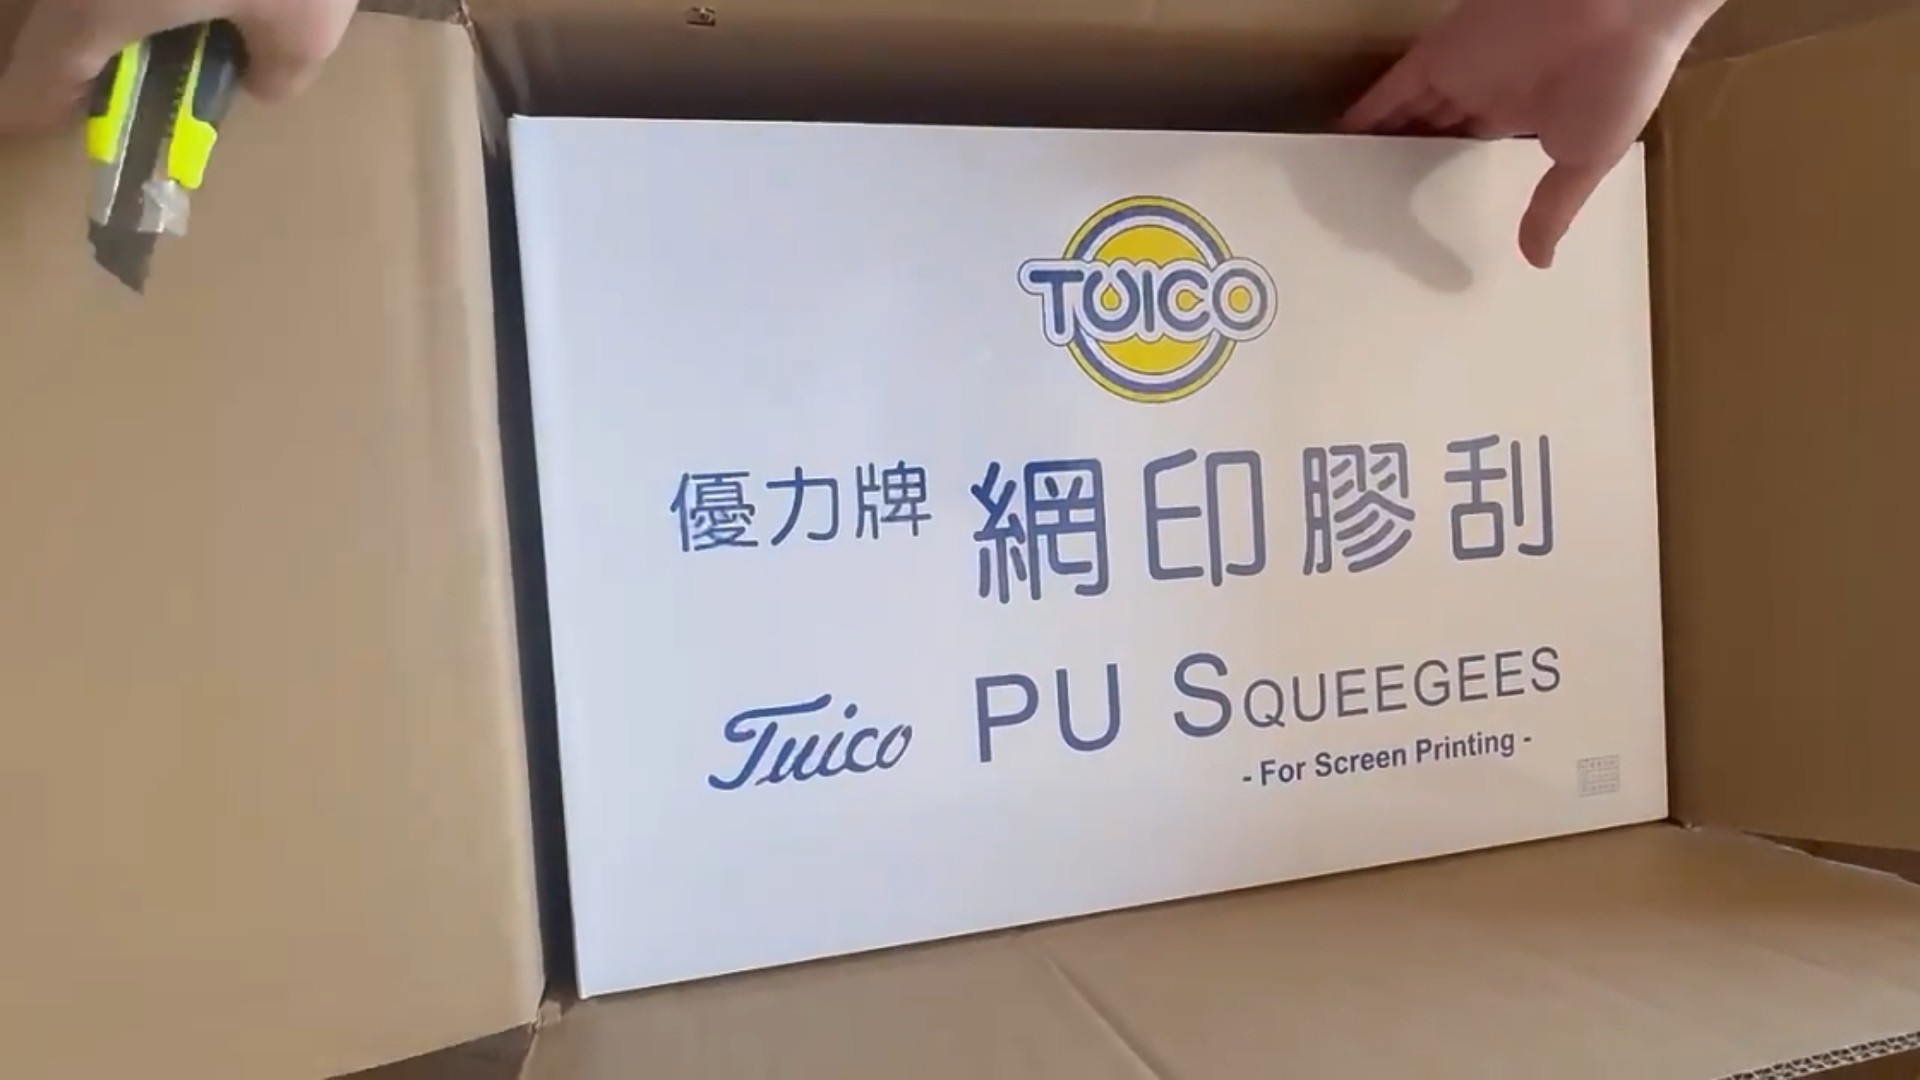 TUICO
優力牌 網印膠刮
Tuico PU SQUEEGEES
- For Screen Printing -